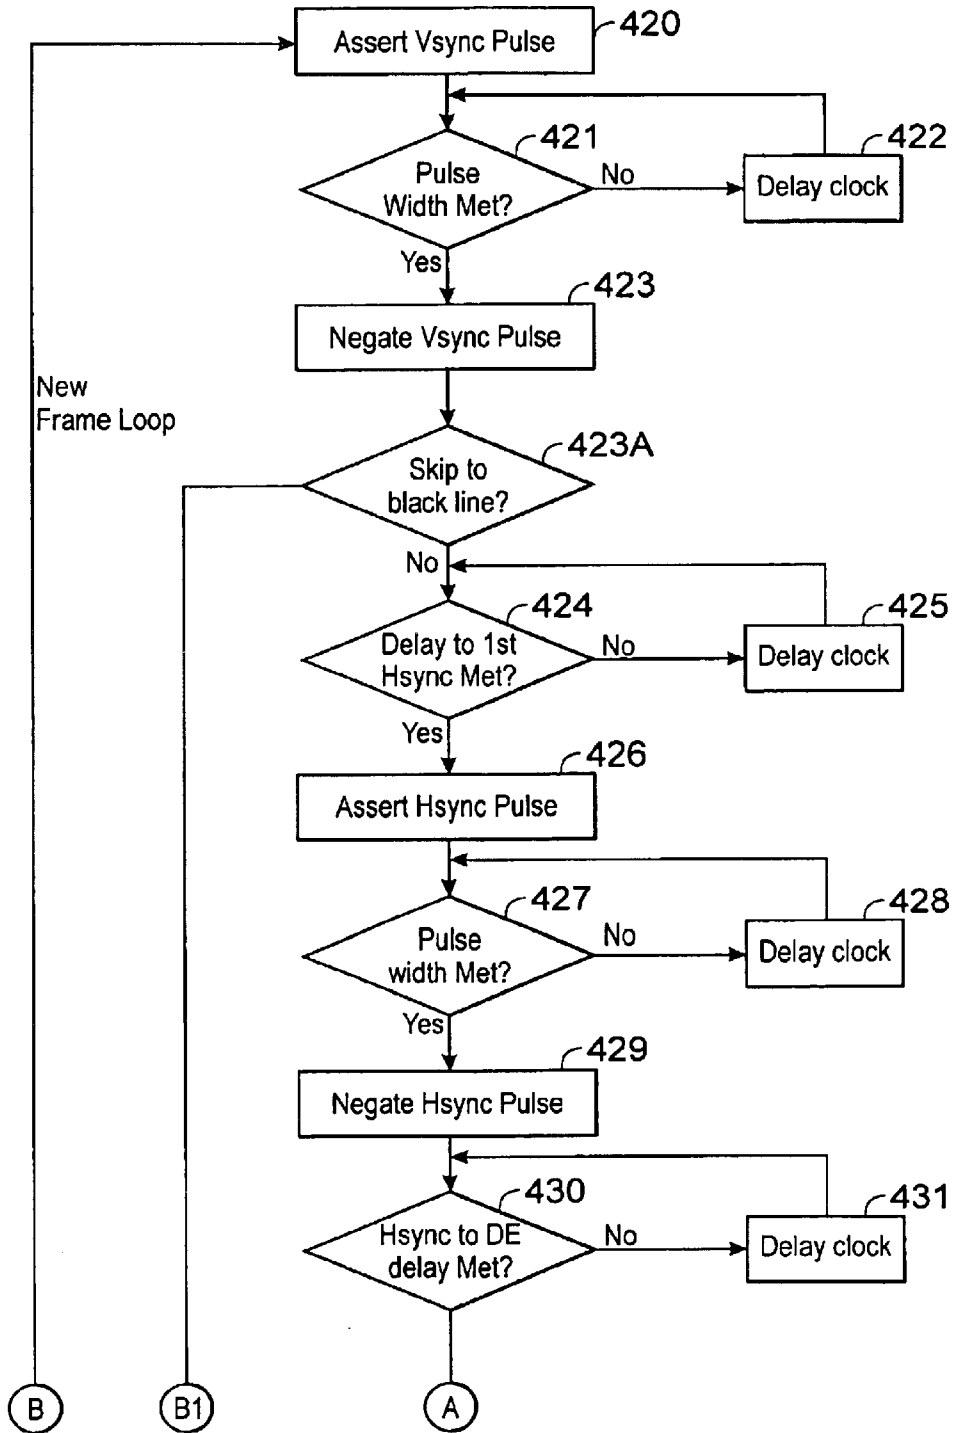 Assert Vsync Pulse
420
Pulse
Width Met?
421
No
Delay clock
422
Yes
Negate Vsync Pulse
423
New
Frame Loop
Skip to
black line?
423A
No
Delay to 1st
Hsync Met?
424
No
Delay clock
425
Yes
Assert Hsync Pulse
426
Pulse
width Met?
427
No
Delay clock
428
Yes
Negate Hsync Pulse
429
Hsync to DE
delay Met?
430
No
Delay clock
431
B
B1
A